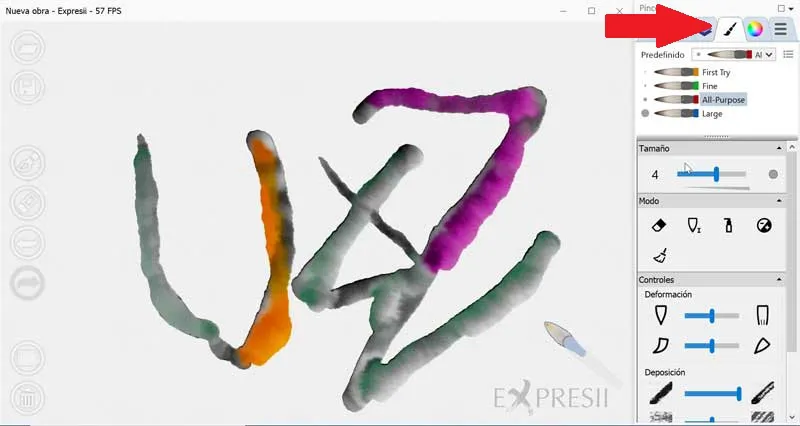 Nueva obra - Expresii - 57 FPS
Pince
Predefinido
Al
First Try
Fine
All-Purpose
Large
Tamaño
4
Modo
Controles
Deformación
Deposición
EXPRESII